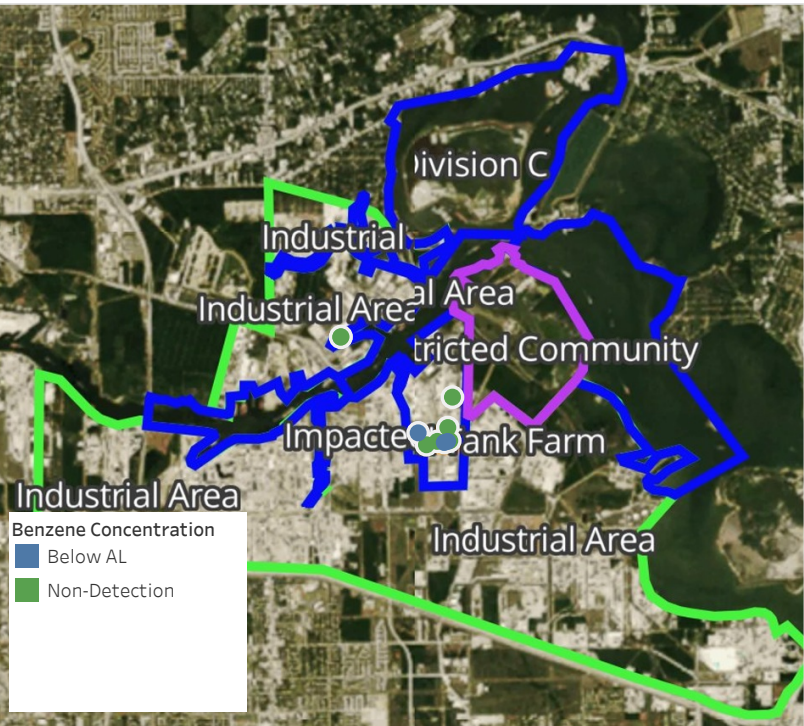 Division C
Industrial
al Area
Industrial Area
tricted Community
Impacte
ank Farm
Industrial Area
Industrial Area
Benzene Concentration
Below AL
Non-Detection